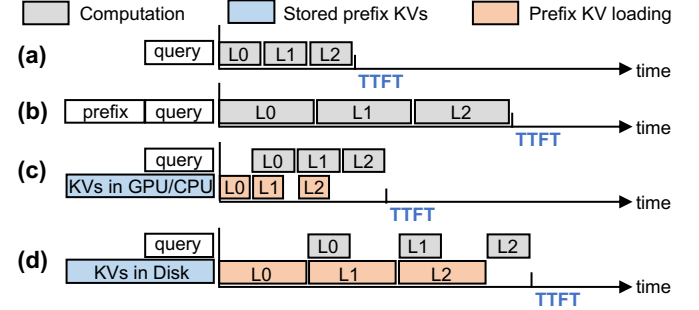 Computation Stored prefix KVs Prefix KV loading
(a) query L0 L1 L2 time
TTFT
(b) prefix query L0 L1 L2 time
TTFT
(c) query L0 L1 L2
KVs in GPU/CPU L0 L1 L2 time
TTFT
(d) query L0 L1 L2
KVs in Disk L0 L1 L2 time
TTFT